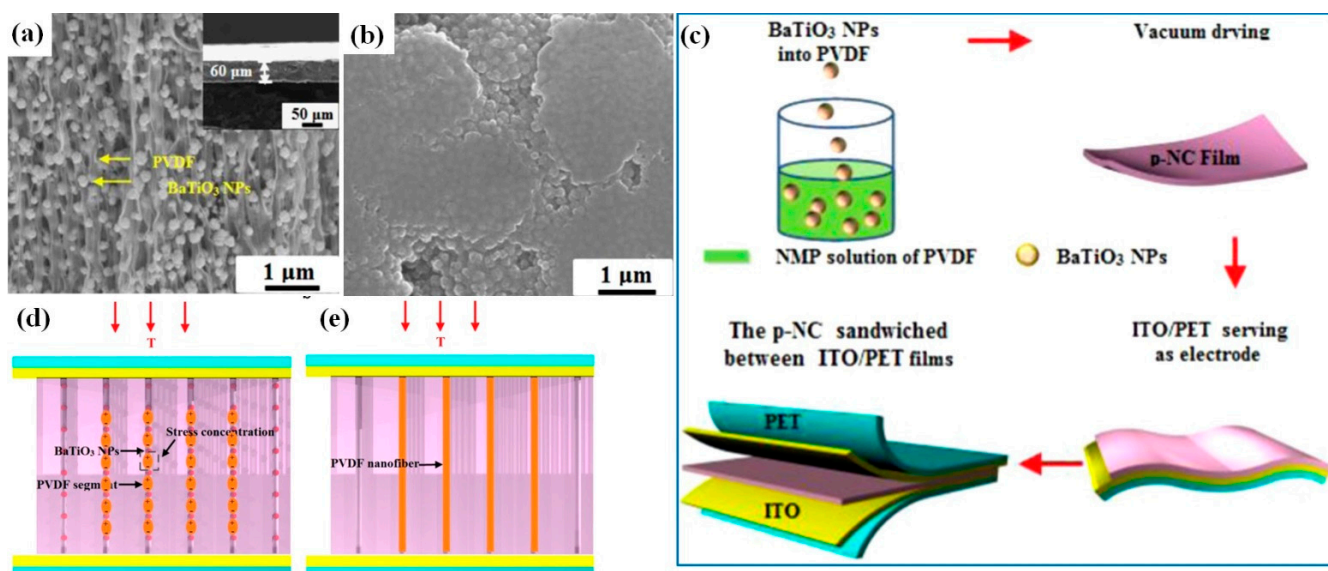 (a)
60 μm
50 μm
PVDF
BaTiO₃ NPs
1 μm
(b)
1 μm
(c)
BaTiO₃ NPs
into PVDF
Vacuum drving
p-NC Film
NMP solution of PVDF
BaTiO₃ NPs
The p-NC sandwiched
between ITO/PET films
ITO/PET serving
as electrode
PET
ITO
(d)
T
Stress concentration
BaTiO₃ NPs
PVDF segment
(e)
T
PVDF nanofiber